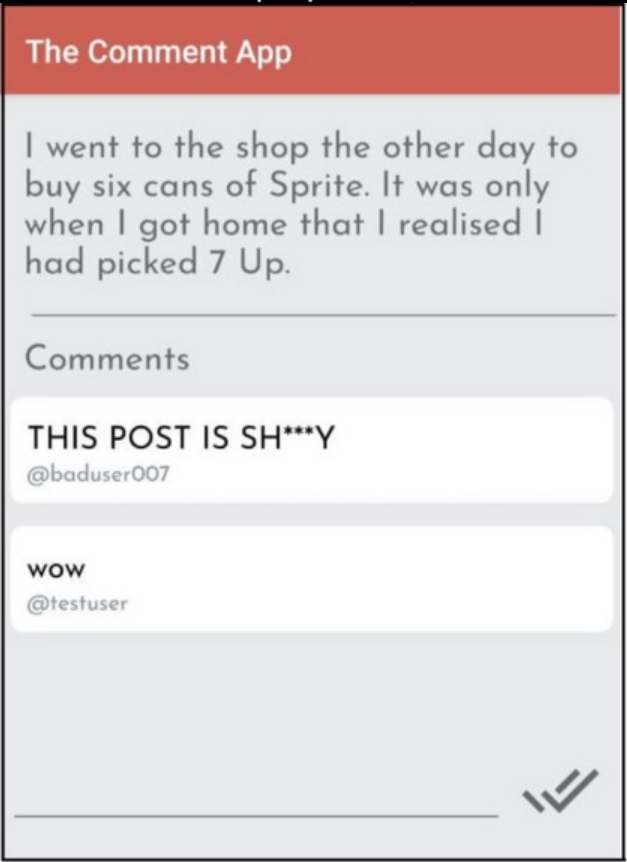 The Comment App
I went to the shop the other day to
buy six cans of Sprite. It was only
when I got home that I realised I
had picked 7 Up.
Comments
THIS POST IS SH***Y
@baduser007
wow
@testuser